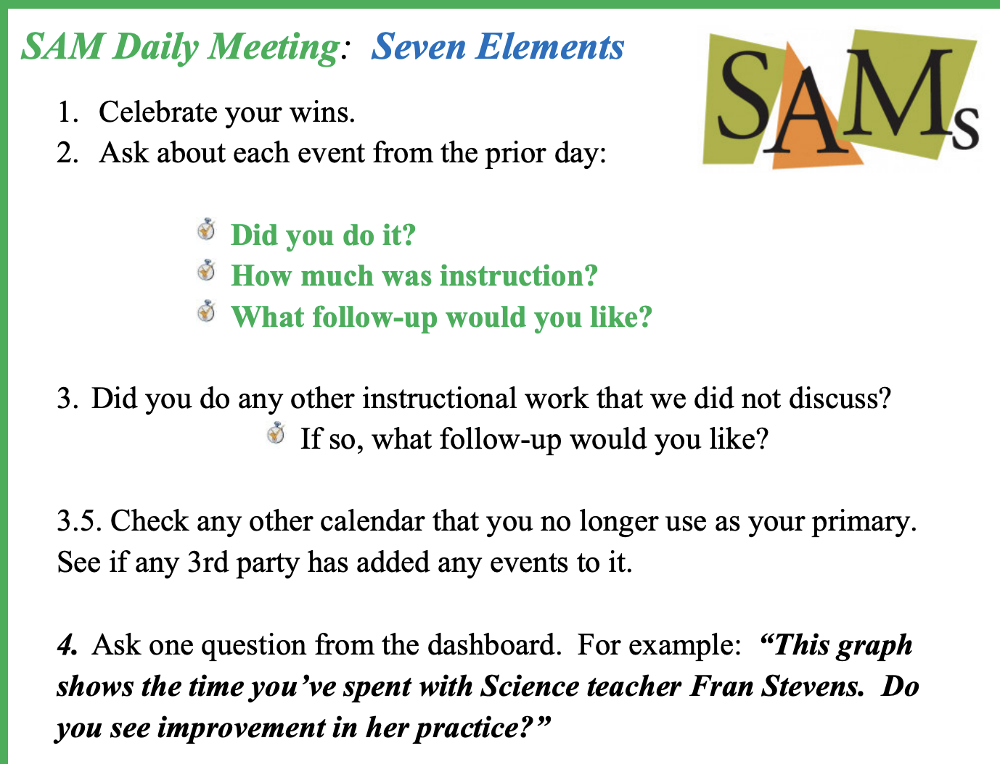 SAM Daily Meeting:  Seven Elements
SAMs
1. Celebrate your wins.
2. Ask about each event from the prior day:
Did you do it?
How much was instruction?
What follow-up would you like?
3. Did you do any other instructional work that we did not discuss?
If so, what follow-up would you like?
3.5. Check any other calendar that you no longer use as your primary.
See if any 3rd party has added any events to it.
4. Ask one question from the dashboard.  For example:  “This graph
shows the time you’ve spent with Science teacher Fran Stevens.  Do
you see improvement in her practice?”